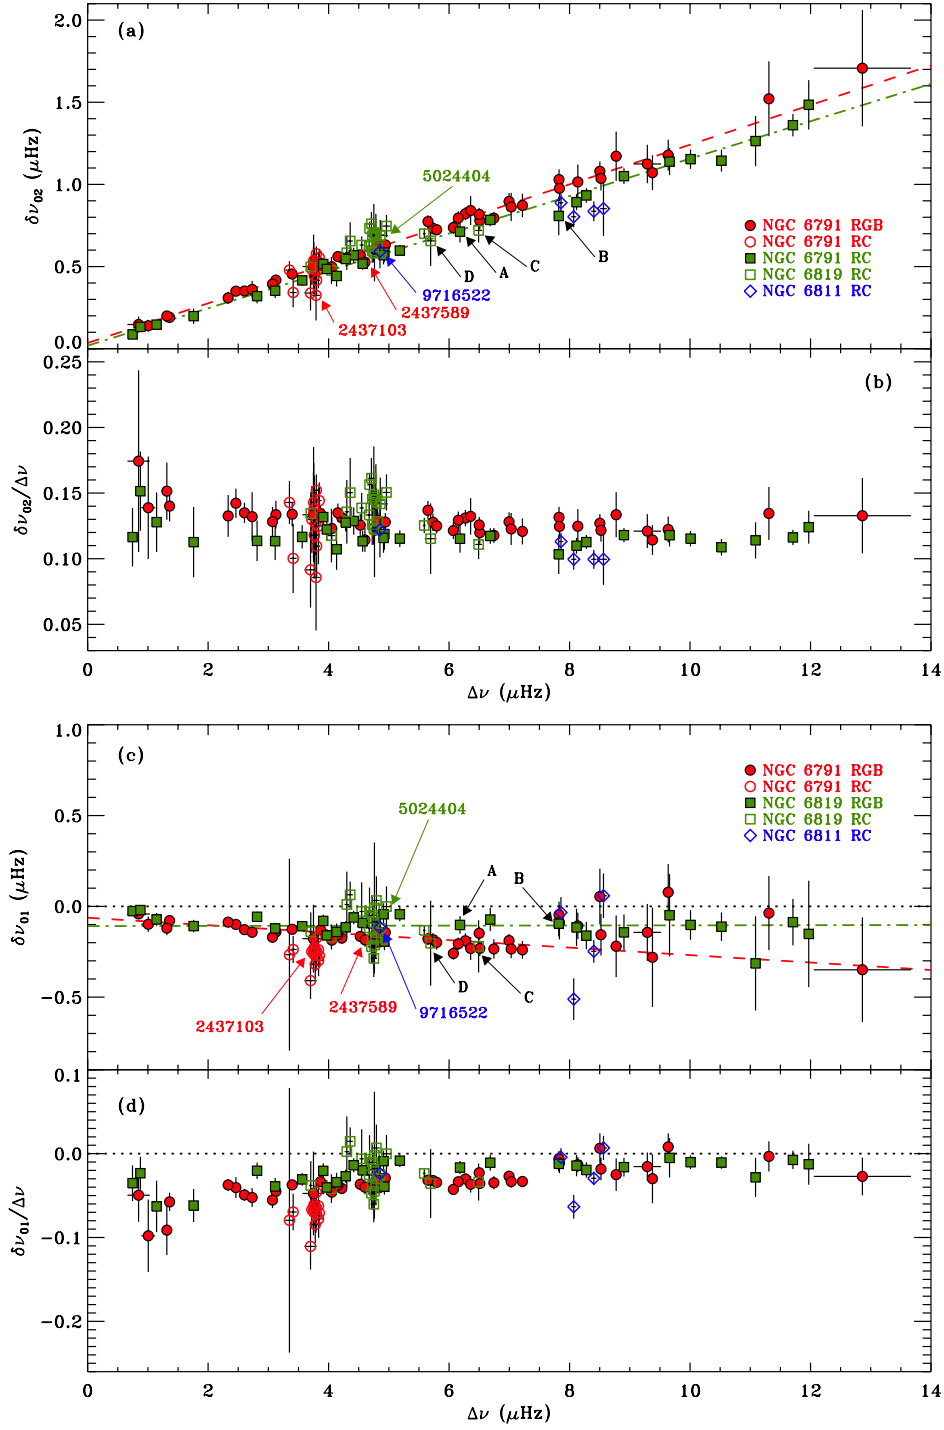 (a)
2.0
1.5
1.0
0.5
0.0
δν02 (μHz)
5024404
D
A
C
B
9716522
2437589
2437103
NGC 6791 RGB
NGC 6791 RC
NGC 6791 RC
NGC 6819 RC
NGC 6811 RC
(b)
0.25
0.20
0.15
0.10
0.05
δν02/Δν
0 2 4 6 8 10 12 14
Δν (μHz)
(c)
1.0
0.5
0.0
−0.5
δν01 (μHz)
NGC 6791 RGB
NGC 6791 RC
NGC 6819 RGB
NGC 6819 RC
NGC 6811 RC
5024404
A
B
D
C
2437103
2437589
9716522
(d)
0.1
0.0
−0.1
−0.2
δν01/Δν
0 2 4 6 8 10 12 14
Δν (μHz)